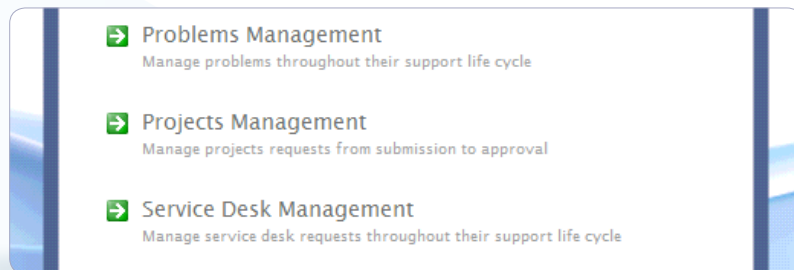 Problems Management
Manage problems throughout their support life cycle
Projects Management
Manage projects requests from submission to approval
Service Desk Management
Manage service desk requests throughout their support life cycle